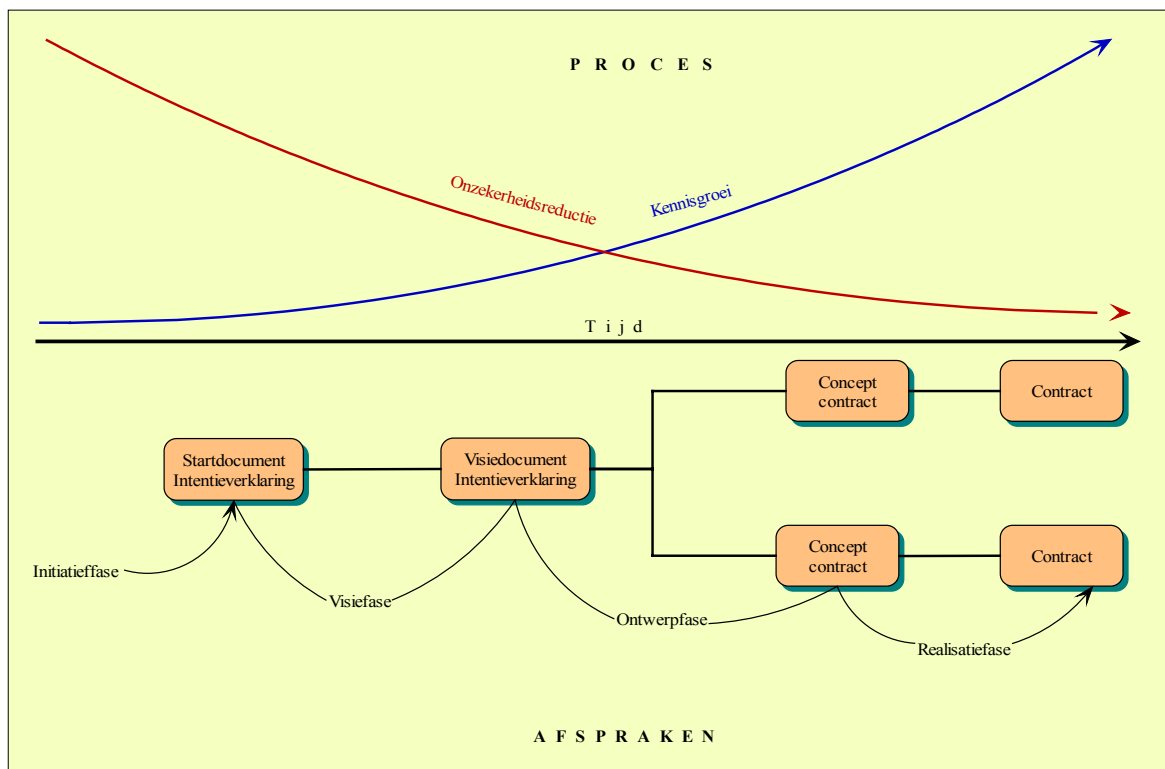 P R O C E S
Onzekerheidsreductie
Kennisgroei
T i j d
Concept
contract
Contract
Startdocument
Intentieverklaring
Visiedocument
Intentieverklaring
Concept
contract
Contract
Initiatieffase
Visiefase
Ontwerpfase
Realisatiefase
A F S P R A K E N